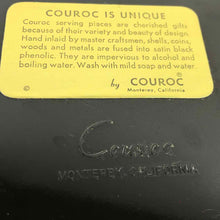 COUROC IS UNIQUE
Couroc serving pieces are cherished gifts
because of their variety and beauty of design.
Hand inlaid by master craftsmen, shells, coins,
woods and metals are fused into satin black
phenolic. They are impervious to alcohol and
boiling water. Wash with mild soap and water.
by COUROC®
Monterey, California
Couroc
MONTEREY, CALIFORNIA